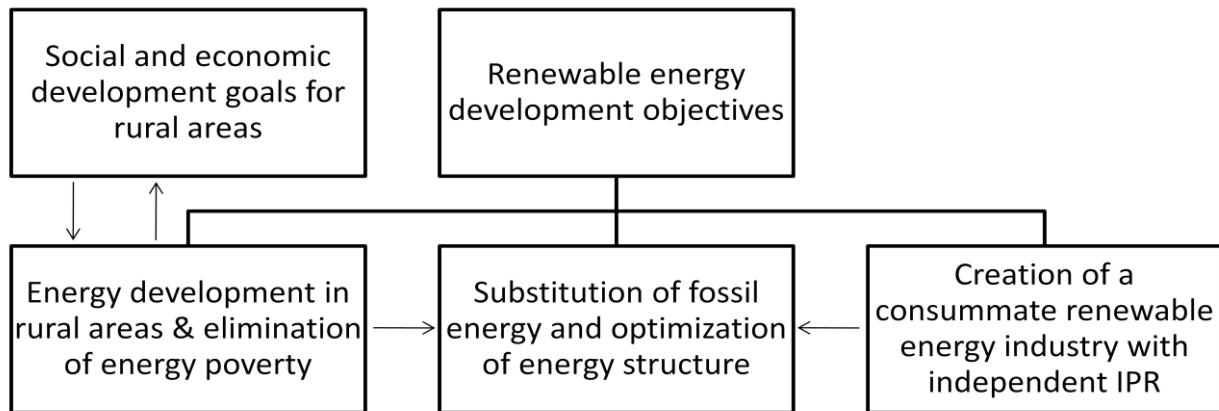 Social and economic
development goals for
rural areas
Renewable energy
development objectives
Energy development in
rural areas & elimination
of energy poverty
Substitution of fossil
energy and optimization
of energy structure
Creation of a
consummate renewable
energy industry with
independent IPR